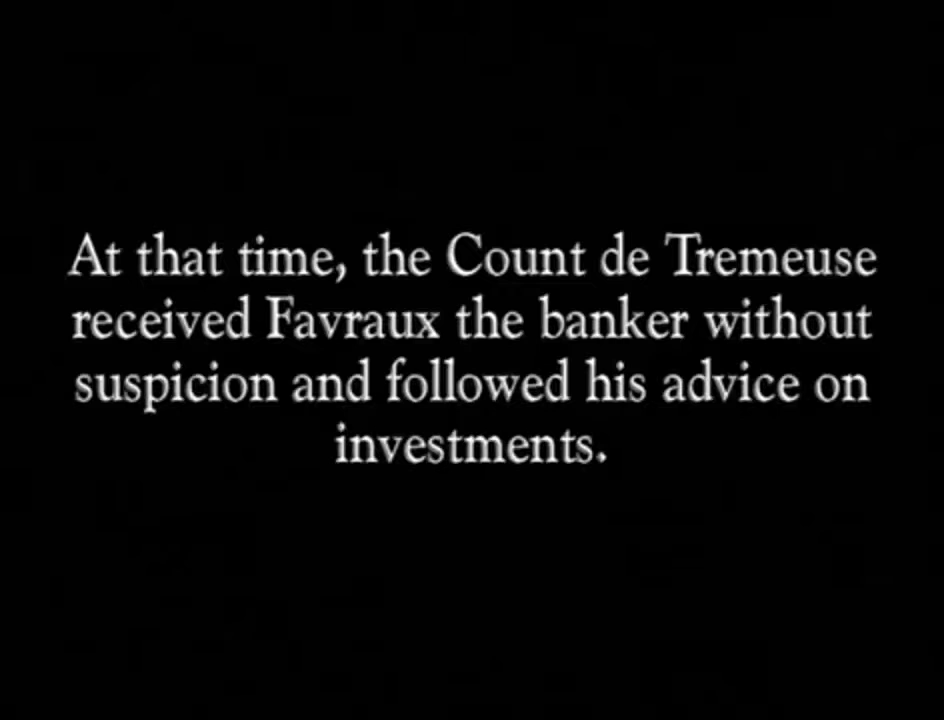 At that time, the Count de Tremeuse
received Favraux the banker without
suspicion and followed his advice on
investments.